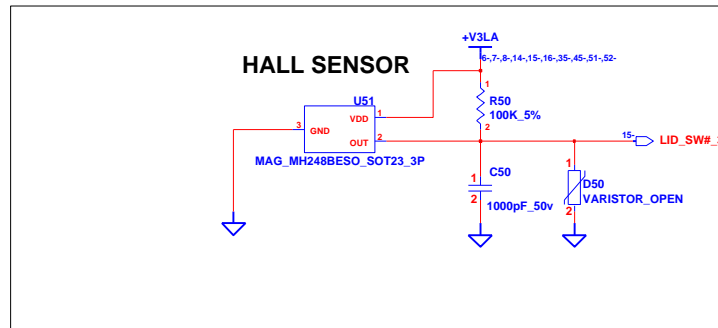 +V3LA
6-,7-,8-,14-,15-,16-,35-,45-,51-,52-
HALL SENSOR
U51
1
R50
100K_5%
2
3
GND
VDD
1
OUT
2
MAG_MH248BESO_SOT23_3P
15-
LID_SW#_
1
C50
2
1000pF_50v
1
D50
2
VARISTOR_OPEN